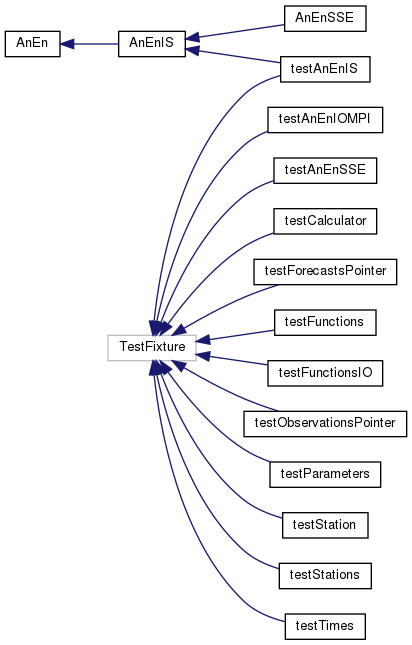 AnEnSSE
AnEn
AnEnIS
testAnEnIS
testAnEnIOMPI
testAnEnSSE
testCalculator
testForecastsPointer
testFunctions
TestFixture
testFunctionsIO
testObservationsPointer
testParameters
testStation
testStations
testTimes